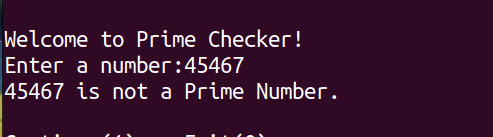 Welcome to Prime Checker!
Enter a number:45467
45467 is not a Prime Number.